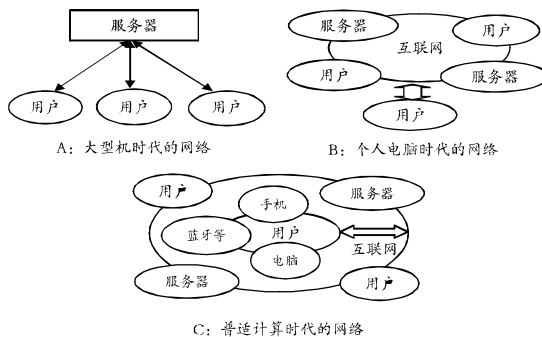 服务器
用户 用户 用户
A：大型机时代的网络
服务器 用户
互联网
用户 服务器
用户
B：个人电脑时代的网络
用户 服务器
手机
蓝牙等 用户
电脑 互联网
服务器 用户
C：普适计算时代的网络